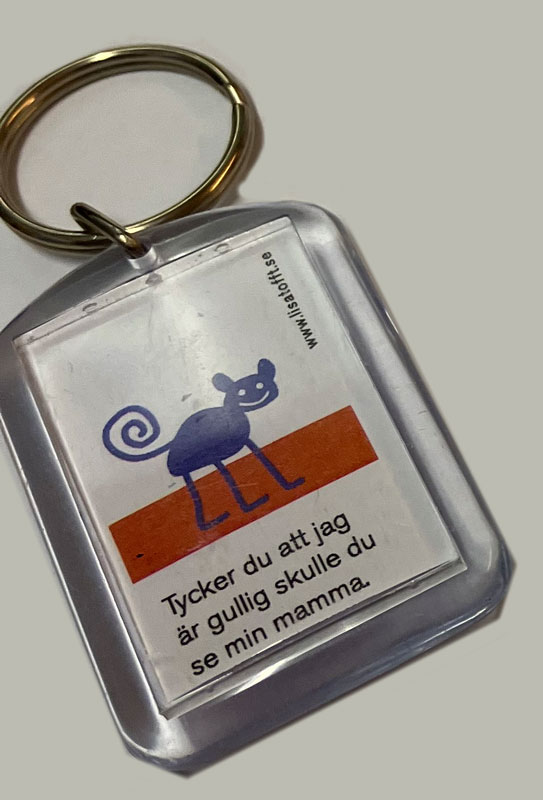 www.lisatofft.se
Tycker du att jag
är gullig skulle du
se min mamma.